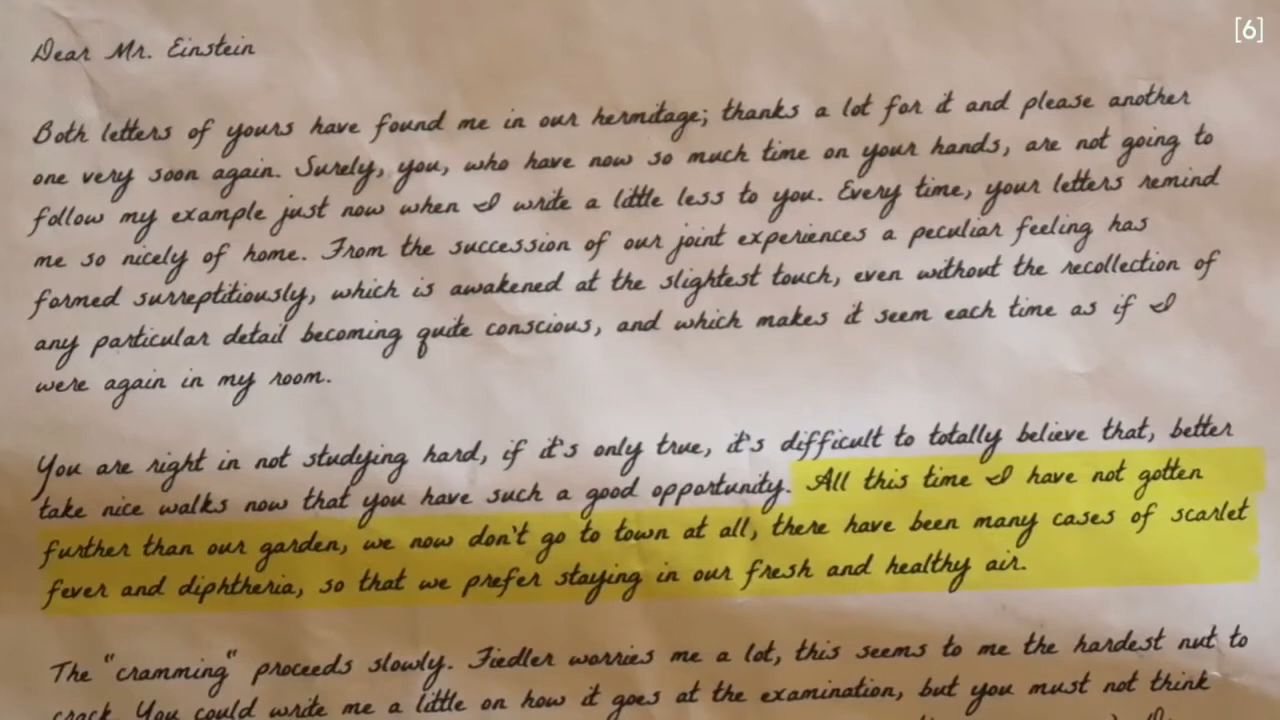 [6]
Dear Mr. Einstein
Both letters of yours have found me in our hermitage; thanks a lot for it and please another
one very soon again. Surely, you, who have now so much time on your hands, are not going to
follow my example just now when I write a little less to you. Every time, your letters remind
me so nicely of home. From the succession of our joint experiences a peculiar feeling has
formed surreptitiously, which is awakened at the slightest touch, even without the recollection of
any particular detail becoming quite conscious, and which makes it seem each time as if I
were again in my room.
You are right in not studying hard, if it's only true, it's difficult to totally believe that, better
take nice walks now that you have such a good opportunity. All this time I have not gotten
further than our garden, we now don't go to town at all, there have been many cases of scarlet
fever and diphtheria, so that we prefer staying in our fresh and healthy air.
The "cramming" proceeds slowly. Fiedler worries me a lot, this seems to me the hardest nut to
crack. You could write me a little on how it goes at the examination, but you must not think